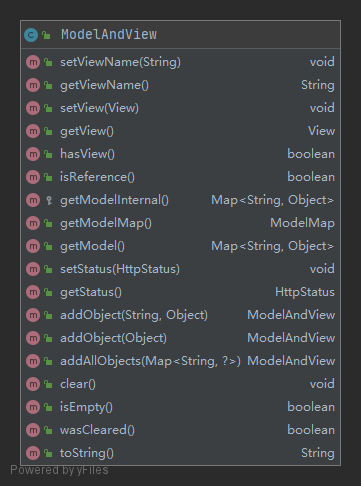 ModelAndView
setViewName(String) void
getViewName() String
setView(View) void
getView() View
hasView() boolean
isReference() boolean
getModelInternal() Map<String, Object>
getModelMap() ModelMap
getModel() Map<String, Object>
setStatus(HttpStatus) void
getStatus() HttpStatus
addObject(String, Object) ModelAndView
addObject(Object) ModelAndView
addAllObjects(Map<String, ?>) ModelAndView
clear() void
isEmpty() boolean
wasCleared() boolean
toString() String
Powered by yFiles